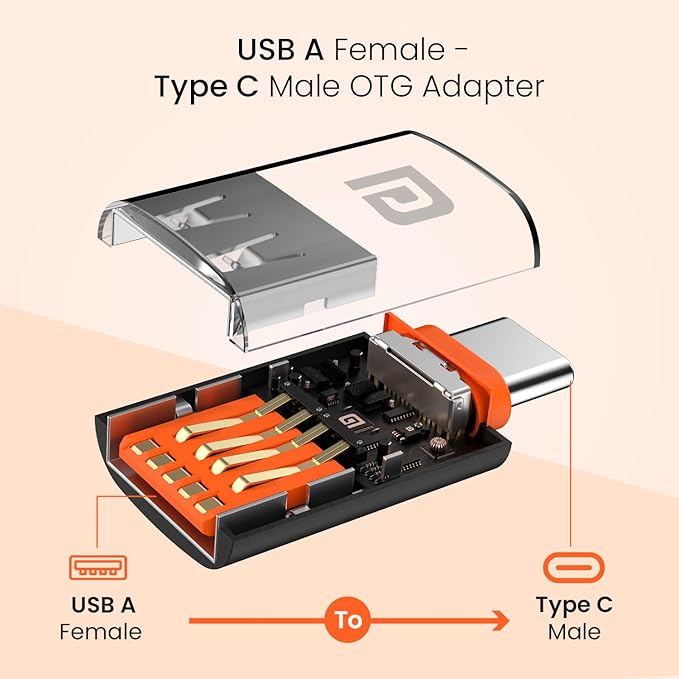 USB A Female -
Type C Male OTG Adapter
USB A
Female
To
Type C
Male